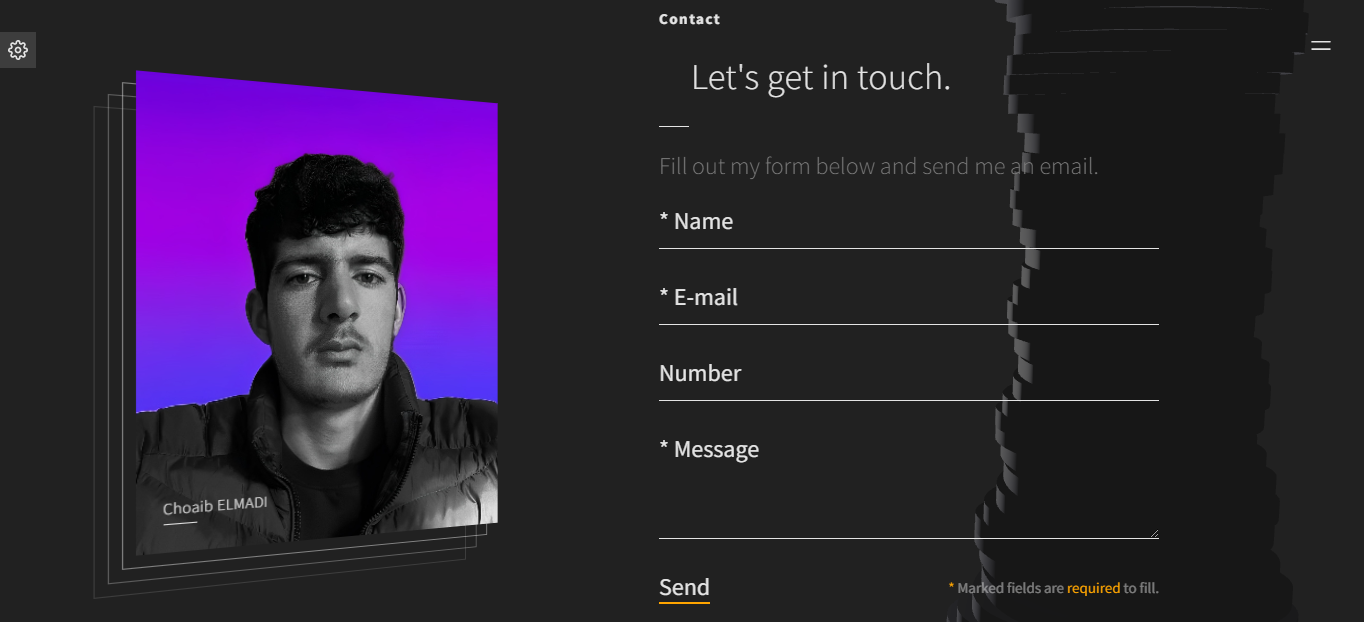 Contact
Let's get in touch.
Fill out my form below and send me an email.
* Name
* E-mail
Number
* Message
Choaib ELMADI
Send
* Marked fields are required to fill.